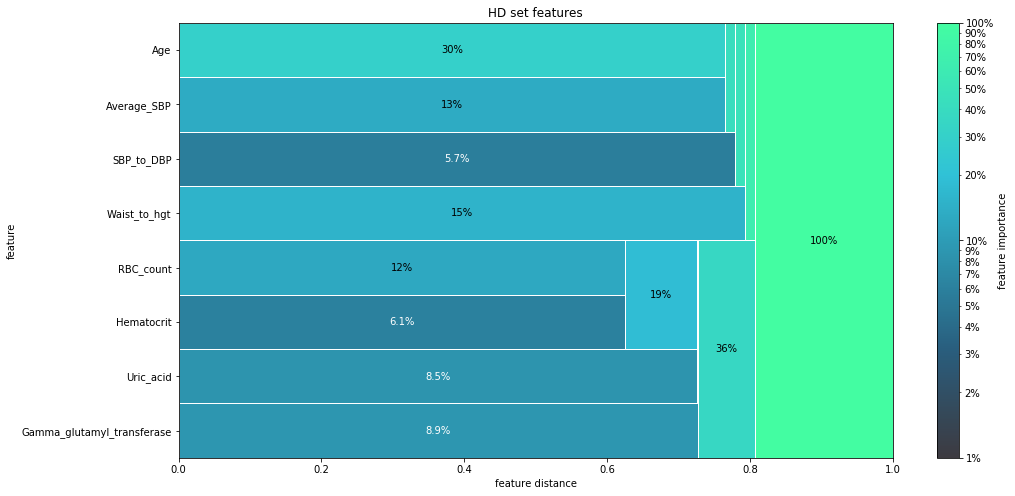 HD set features
feature
Age
Average_SBP
SBP_to_DBP
Waist_to_hgt
RBC_count
Hematocrit
Uric_acid
Gamma_glutamyl_transferase
30%
13%
5.7%
15%
12%
19%
6.1%
8.5%
36%
8.9%
100%
0.0 0.2 0.4 0.6 0.8 1.0
feature distance
100%
90%
80%
70%
60%
50%
40%
30%
20%
10%
9%
8%
7%
6%
5%
4%
3%
2%
1%
feature importance